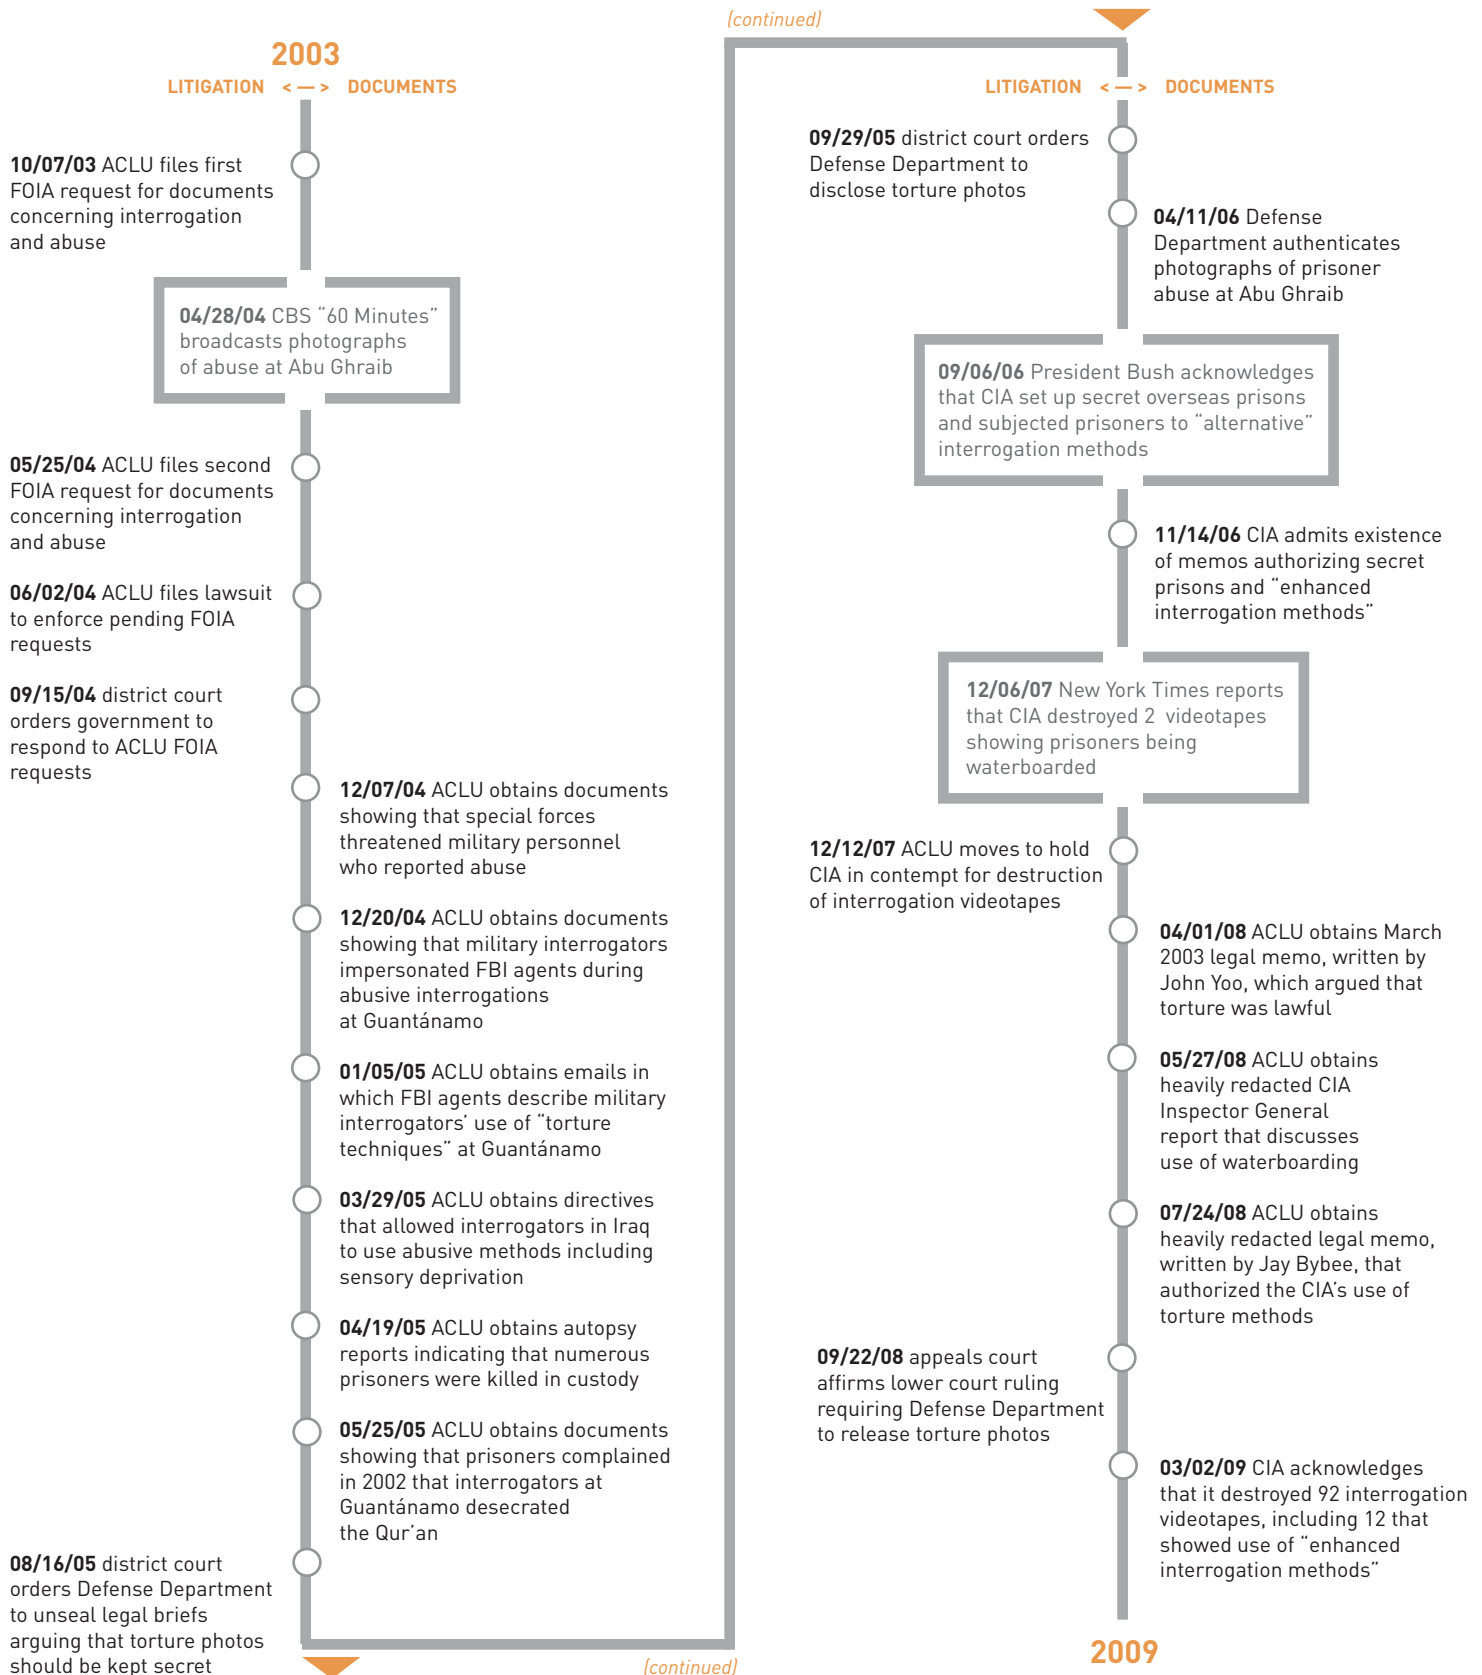 2003
LITIGATION < — > DOCUMENTS
10/07/03 ACLU files first
FOIA request for documents
concerning interrogation
and abuse
04/28/04 CBS “60 Minutes”
broadcasts photographs
of abuse at Abu Ghraib
05/25/04 ACLU files second
FOIA request for documents
concerning interrogation
and abuse
06/02/04 ACLU files lawsuit
to enforce pending FOIA
requests
09/15/04 district court
orders government to
respond to ACLU FOIA
requests
12/07/04 ACLU obtains documents
showing that special forces
threatened military personnel
who reported abuse
12/20/04 ACLU obtains documents
showing that military interrogators
impersonated FBI agents during
abusive interrogations
at Guantánamo
01/05/05 ACLU obtains emails in
which FBI agents describe military
interrogators’ use of “torture
techniques” at Guantánamo
03/29/05 ACLU obtains directives
that allowed interrogators in Iraq
to use abusive methods including
sensory deprivation
04/19/05 ACLU obtains autopsy
reports indicating that numerous
prisoners were killed in custody
05/25/05 ACLU obtains documents
showing that prisoners complained
in 2002 that interrogators at
Guantánamo desecrated
the Qur’an
08/16/05 district court
orders Defense Department
to unseal legal briefs
arguing that torture photos
should be kept secret
(continued)
(continued)
LITIGATION < — > DOCUMENTS
09/29/05 district court orders
Defense Department to
disclose torture photos
04/11/06 Defense
Department authenticates
photographs of prisoner
abuse at Abu Ghraib
09/06/06 President Bush acknowledges
that CIA set up secret overseas prisons
and subjected prisoners to “alternative”
interrogation methods
11/14/06 CIA admits existence
of memos authorizing secret
prisons and “enhanced
interrogation methods”
12/06/07 New York Times reports
that CIA destroyed 2 videotapes
showing prisoners being
waterboarded
12/12/07 ACLU moves to hold
CIA in contempt for destruction
of interrogation videotapes
04/01/08 ACLU obtains March
2003 legal memo, written by
John Yoo, which argued that
torture was lawful
05/27/08 ACLU obtains
heavily redacted CIA
Inspector General
report that discusses
use of waterboarding
07/24/08 ACLU obtains
heavily redacted legal memo,
written by Jay Bybee, that
authorized the CIA’s use of
torture methods
09/22/08 appeals court
affirms lower court ruling
requiring Defense Department
to release torture photos
03/02/09 CIA acknowledges
that it destroyed 92 interrogation
videotapes, including 12 that
showed use of “enhanced
interrogation methods”
2009